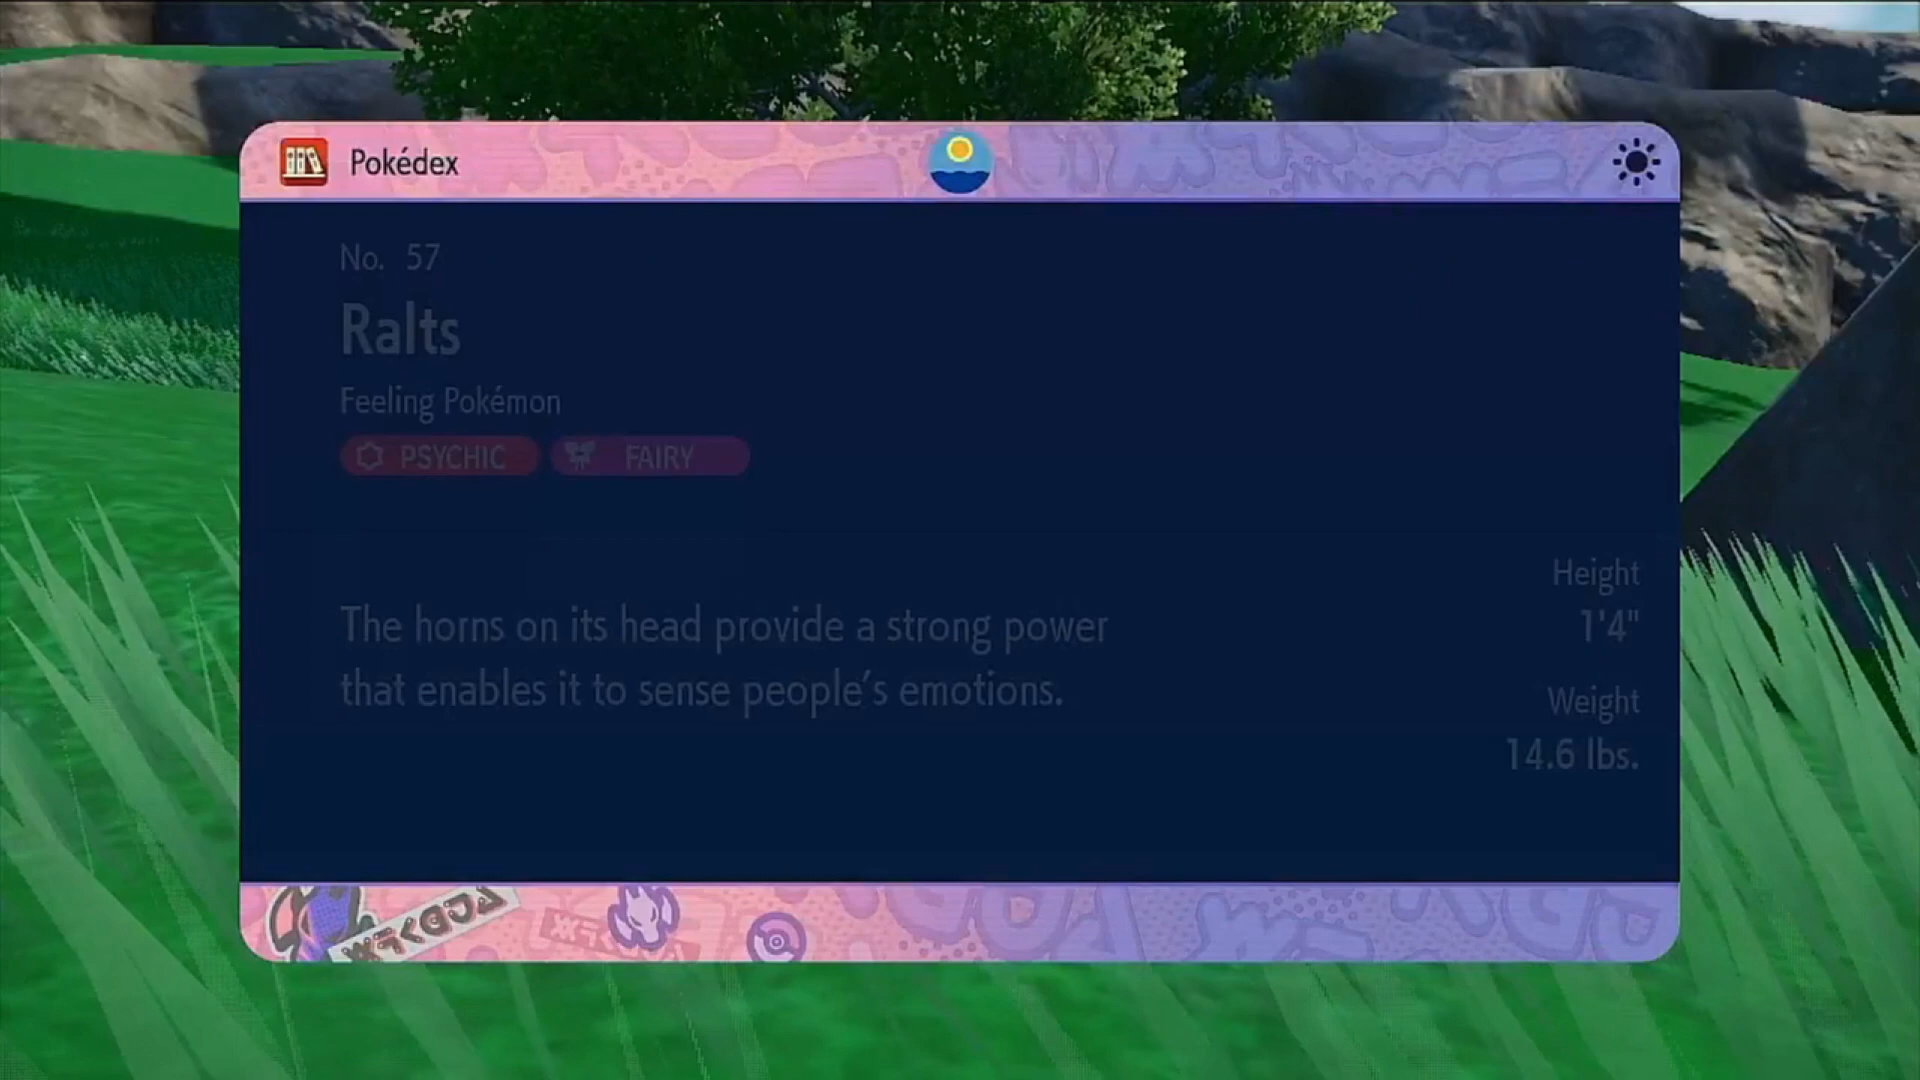 Pokédex
No. 57
Ralts
Feeling Pokémon
PSYCHIC FAIRY
The horns on its head provide a strong power
that enables it to sense people's emotions.
Height
1'4"
Weight
14.6 lbs.